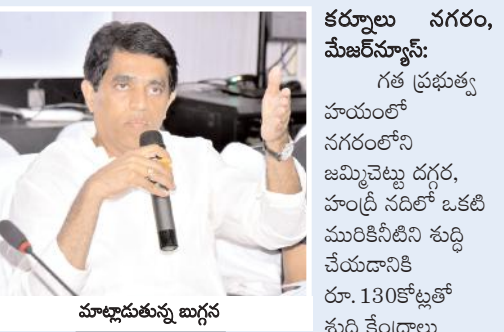 కర్నూలు నగరం,
మేజర్‌న్యూస్:
గత ప్రభుత్వ
హయంలో
నగరంలోని
జమ్మిచెట్టు దగ్గర,
హంద్రీ నదిలో ఒకటి
మురికినీటిని శుద్ధి
చేయడానికి
రూ. 130కోట్లతో
శుద్ధి కేంద్రాలు
మాట్లాడుతున్న బుగ్గన